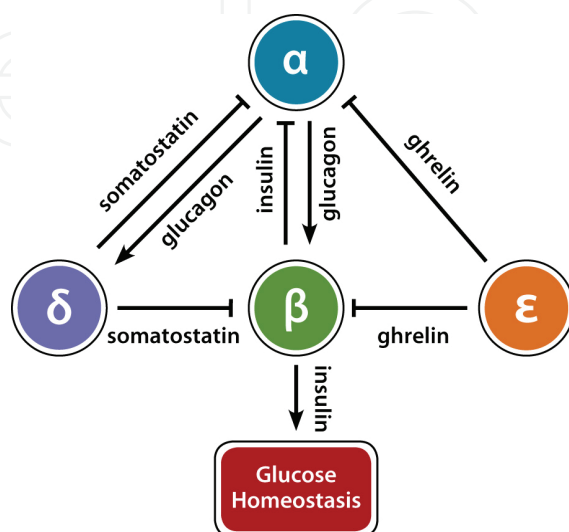 α
somatostatin
glucagon
insulin
glucagon
ghrelin
δ
β
ε
somatostatin
ghrelin
insulin
Glucose
Homeostasis